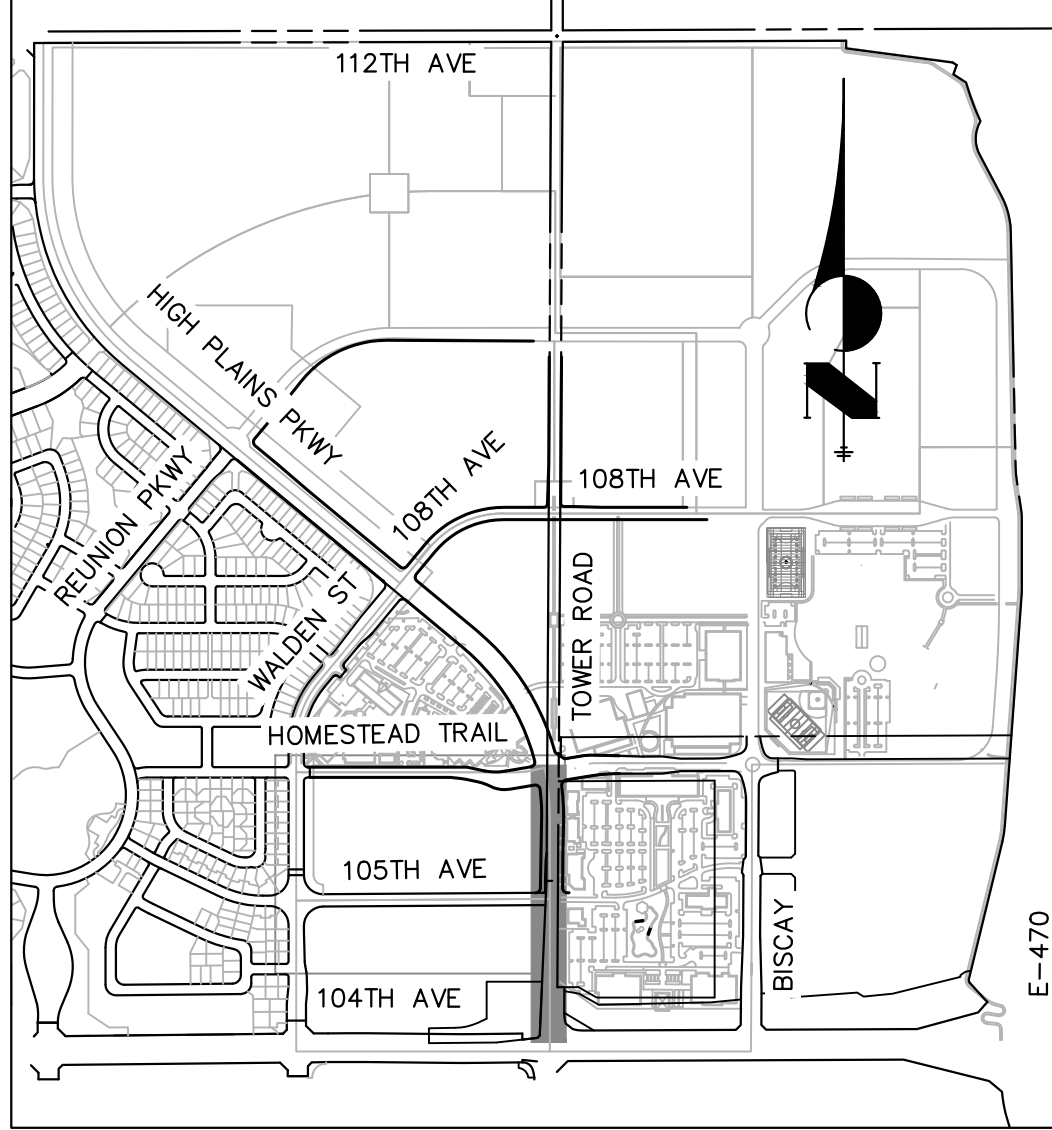 112TH AVE
HIGH PLAINS PKWY
108TH AVE
108TH AVE
REUNION PKWY
WALDEN ST
TOWER ROAD
HOMESTEAD TRAIL
105TH AVE
BISCAY
104TH AVE
E-470
N